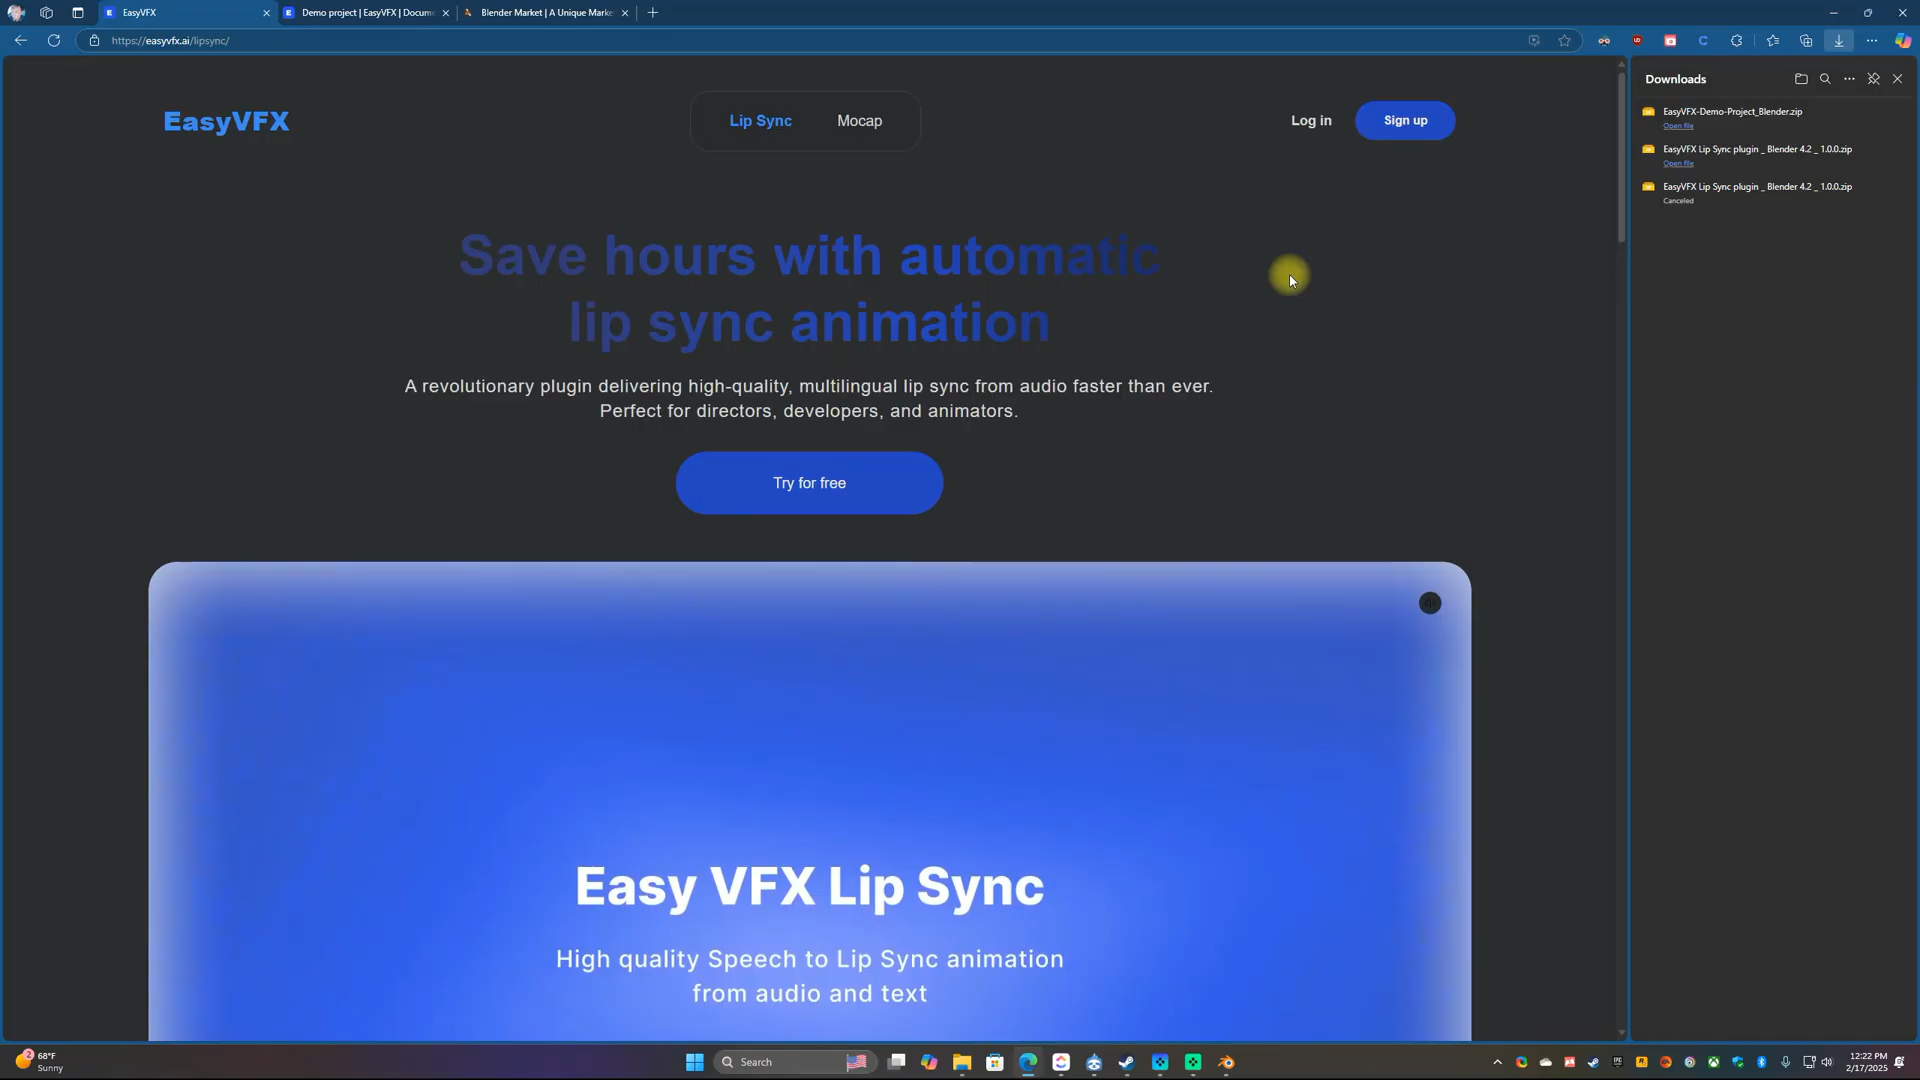 EasyVFX
Demo project | EasyVFX | Docum
Blender Market | A Unique Marke
https://easyvfx.ai/lipsync/
Downloads
EasyVFX-Demo-Project_Blender.zip
Open file
EasyVFX Lip Sync plugin _ Blender 4.2 _ 1.0.0.zip
Open file
EasyVFX Lip Sync plugin _ Blender 4.2 _ 1.0.0.zip
Canceled
EasyVFX
Lip Sync
Mocap
Log in
Sign up
Save hours with automatic
lip sync animation
A revolutionary plugin delivering high-quality, multilingual lip sync from audio faster than ever.
Perfect for directors, developers, and animators.
Try for free
Easy VFX Lip Sync
High quality Speech to Lip Sync animation
from audio and text
2
68°F
Sunny
Search
12:22 PM
2/17/2025